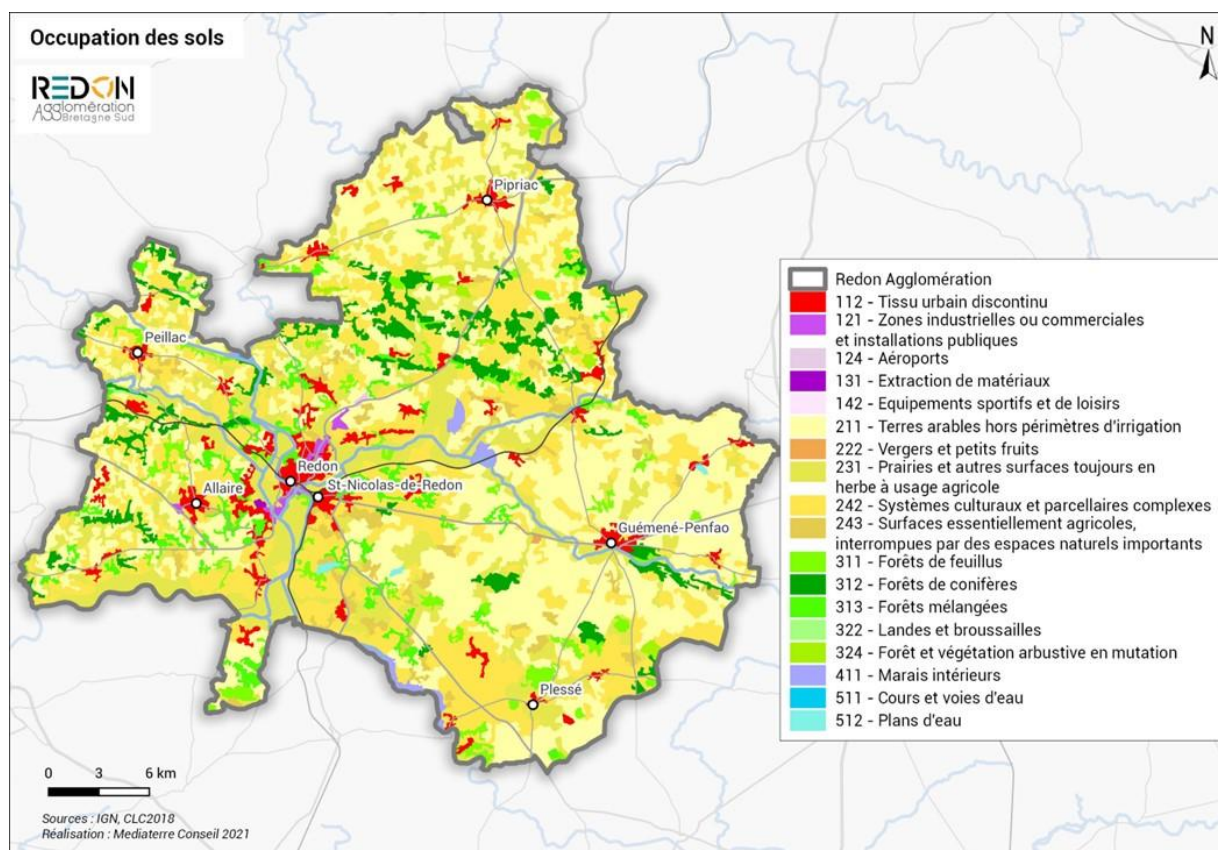 Occupation des sols
REDON
Agglomération
Bretagne Sud
N
Pipriac
Peillac
Redon
St-Nicolas-de-Redon
Allaire
Guémené-Penfao
Plessé
Redon Agglomération
112 - Tissu urbain discontinu
121 - Zones industrielles ou commerciales
et installations publiques
124 - Aéroports
131 - Extraction de matériaux
142 - Equipements sportifs et de loisirs
211 - Terres arables hors périmètres d'irrigation
222 - Vergers et petits fruits
231 - Prairies et autres surfaces toujours en
herbe à usage agricole
242 - Systèmes culturaux et parcellaires complexes
243 - Surfaces essentiellement agricoles,
interrompues par des espaces naturels importants
311 - Forêts de feuillus
312 - Forêts de conifères
313 - Forêts mélangées
322 - Landes et broussailles
324 - Forêt et végétation arbustive en mutation
411 - Marais intérieurs
511 - Cours et voies d'eau
512 - Plans d'eau
0 3 6 km
Sources : IGN, CLC2018
Réalisation : Mediaterre Conseil 2021